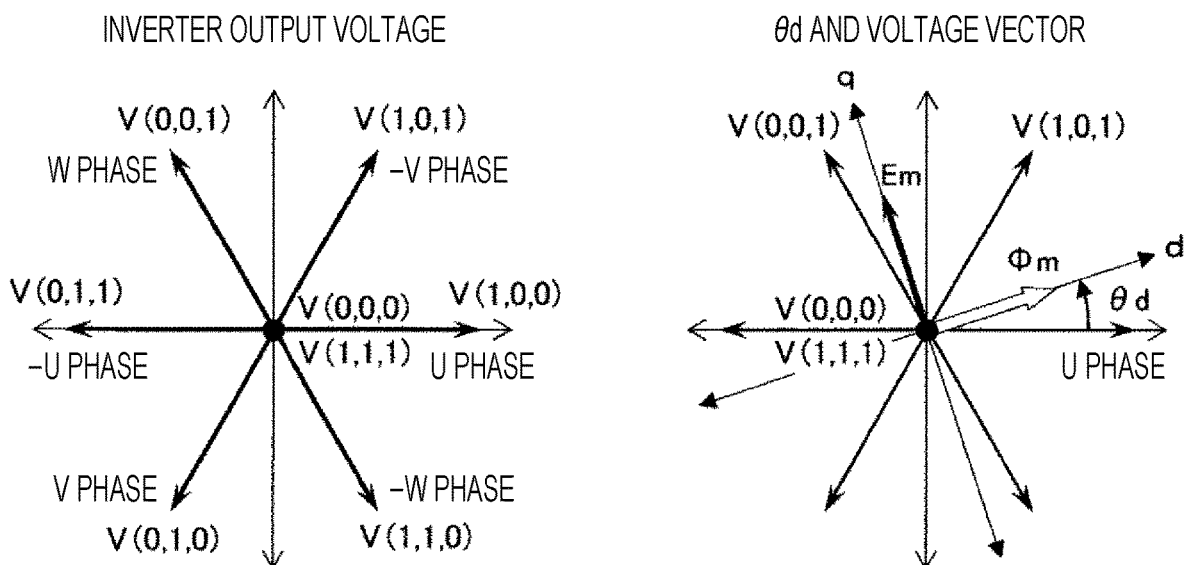 INVERTER OUTPUT VOLTAGE
V(0,0,1)
V(1,0,1)
W PHASE
–V PHASE
V(0,1,1)
V(0,0,0)
V(1,0,0)
–U PHASE
V(1,1,1)
U PHASE
V PHASE
–W PHASE
V(0,1,0)
V(1,1,0)
θd AND VOLTAGE VECTOR
q
V(0,0,1)
V(1,0,1)
Em
Φm
d
V(0,0,0)
θd
V(1,1,1)
U PHASE